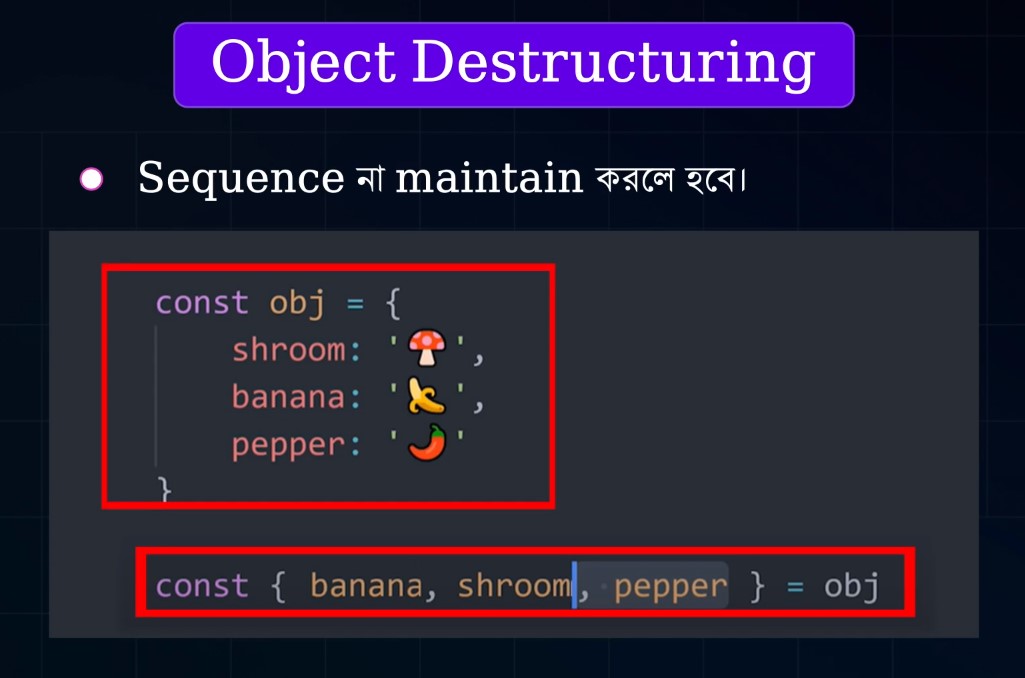 Object Destructuring
Sequence না maintain করলে হবে।
const obj = {
shroom: '🍄',
banana: '🍌',
pepper: '🌶️'
}
const { banana, shroom, pepper } = obj